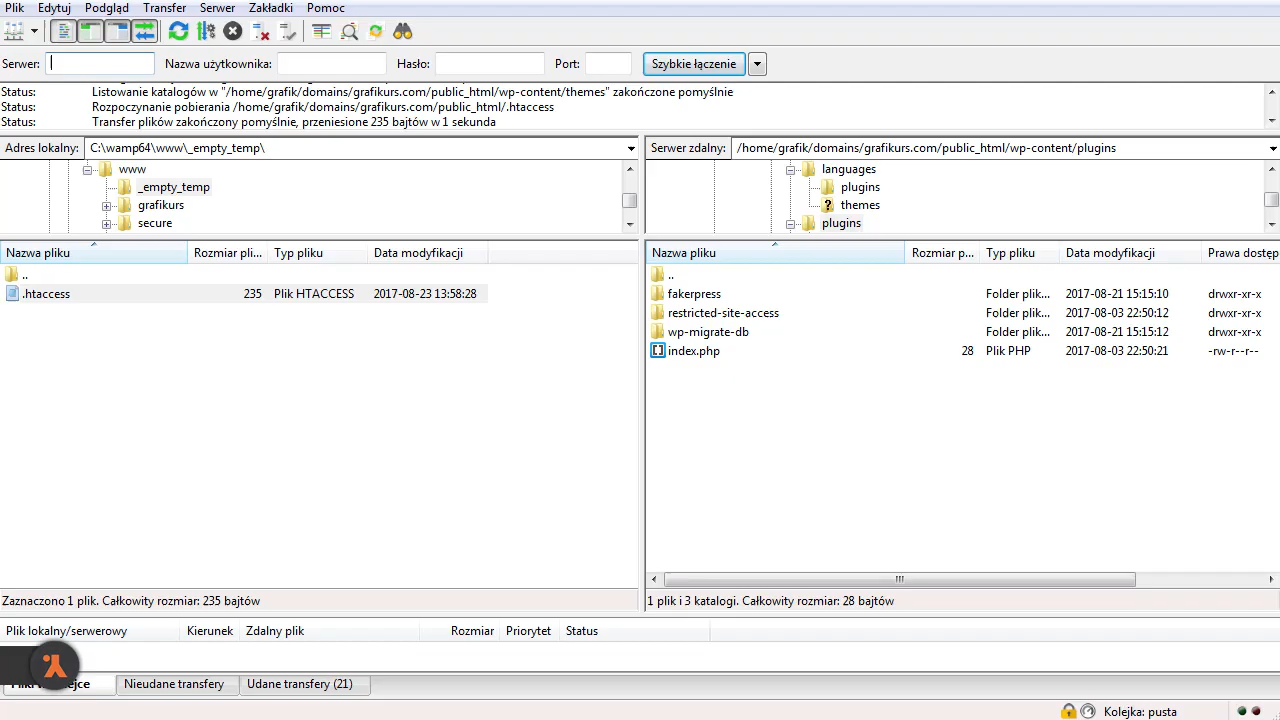 Plik Edytuj Podgląd Transfer Serwer Zakładki Pomoc
Serwer: Nazwa użytkownika: Hasło: Port: Szybkie łączenie
Status: Listowanie katalogów w "/home/grafik/domains/grafikurs.com/public_html/wp-content/themes" zakończone pomyślnie
Status: Rozpoczynanie pobierania /home/grafik/domains/grafikurs.com/public_html/.htaccess
Status: Transfer plików zakończony pomyślnie, przeniesione 235 bajtów w 1 sekunda
Adres lokalny: C:\wamp64\www\_empty_temp\
www
_empty_temp
grafikurs
secure
Nazwa pliku Rozmiar pli... Typ pliku Data modyfikacji
..
.htaccess 235 Plik HTACCESS 2017-08-23 13:58:28
Zaznaczono 1 plik. Całkowity rozmiar: 235 bajtów
Serwer zdalny: /home/grafik/domains/grafikurs.com/public_html/wp-content/plugins
languages
plugins
themes
plugins
Nazwa pliku Rozmiar p... Typ pliku Data modyfikacji Prawa dostęp
..
fakerpress Folder plik... 2017-08-21 15:15:10 drwxr-xr-x
restricted-site-access Folder plik... 2017-08-03 22:50:12 drwxr-xr-x
wp-migrate-db Folder plik... 2017-08-21 15:15:12 drwxr-xr-x
index.php 28 Plik PHP 2017-08-03 22:50:21 -rw-r--r--
1 plik i 3 katalogi. Całkowity rozmiar: 28 bajtów
Plik lokalny/serwerowy Kierunek Zdalny plik Rozmiar Priorytet Status
Nieudane transfery Udane transfery (21)
Kolejka: pusta